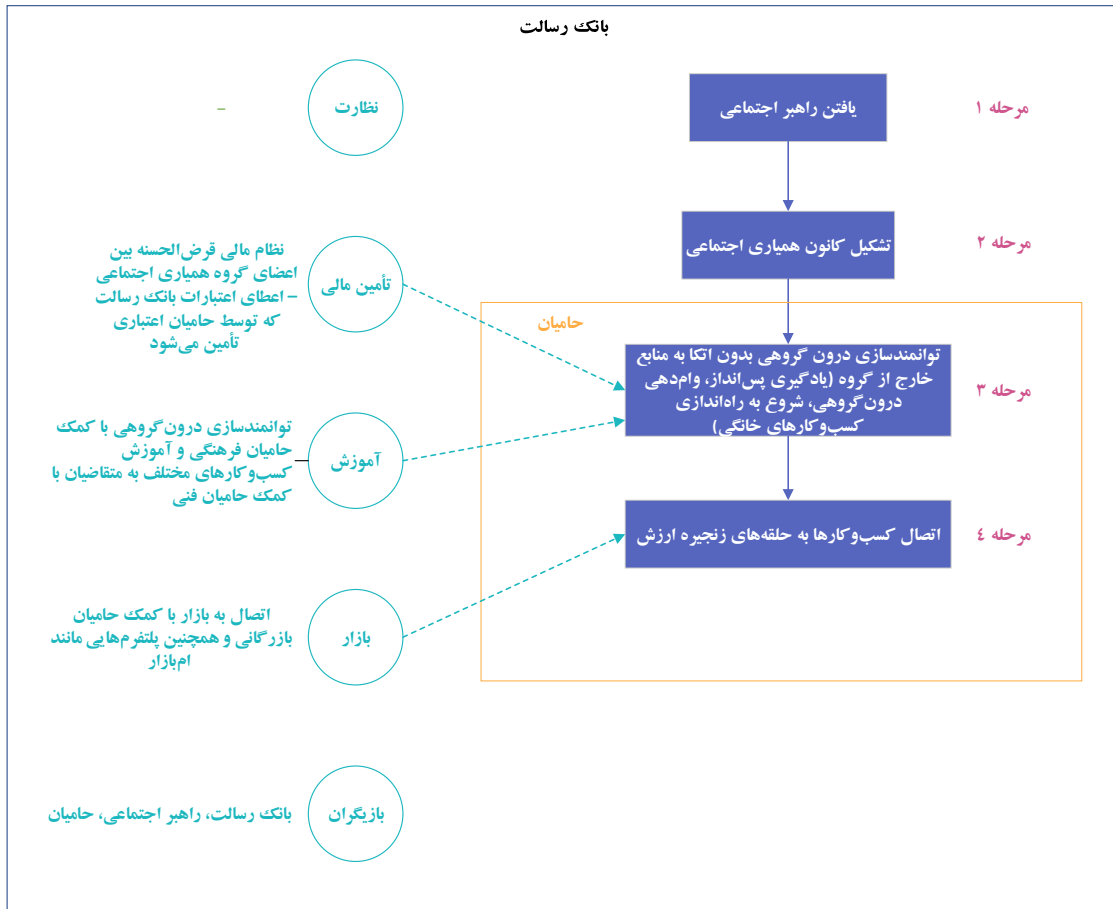 بانک رسالت
مرحله ۱
یافتن راهبر اجتماعی
نظارت
–
مرحله ۲
تشکیل کانون همیاری اجتماعی
تأمین مالی
نظام مالی قرض‌الحسنه بین
اعضای گروه همیاری اجتماعی
– اعطای اعتبارات بانک رسالت
که توسط حامیان اعتباری
تأمین می‌شود
حامیان
مرحله ۳
توانمندسازی درون گروهی بدون اتکا به منابع
خارج از گروه (یادگیری پس‌انداز، وام‌دهی
درون‌گروهی، شروع به راه‌اندازی
کسب‌وکارهای خانگی)
آموزش
توانمندسازی درون‌گروهی با کمک
حامیان فرهنگی و آموزش
کسب‌وکارهای مختلف به متقاضیان با
کمک حامیان فنی
مرحله ٤
اتصال کسب‌وکارها به حلقه‌های زنجیره ارزش
بازار
اتصال به بازار با کمک حامیان
بازرگانی و همچنین پلتفرم‌هایی مانند
ام‌بازار
بازیگران
بانک رسالت، راهبر اجتماعی، حامیان